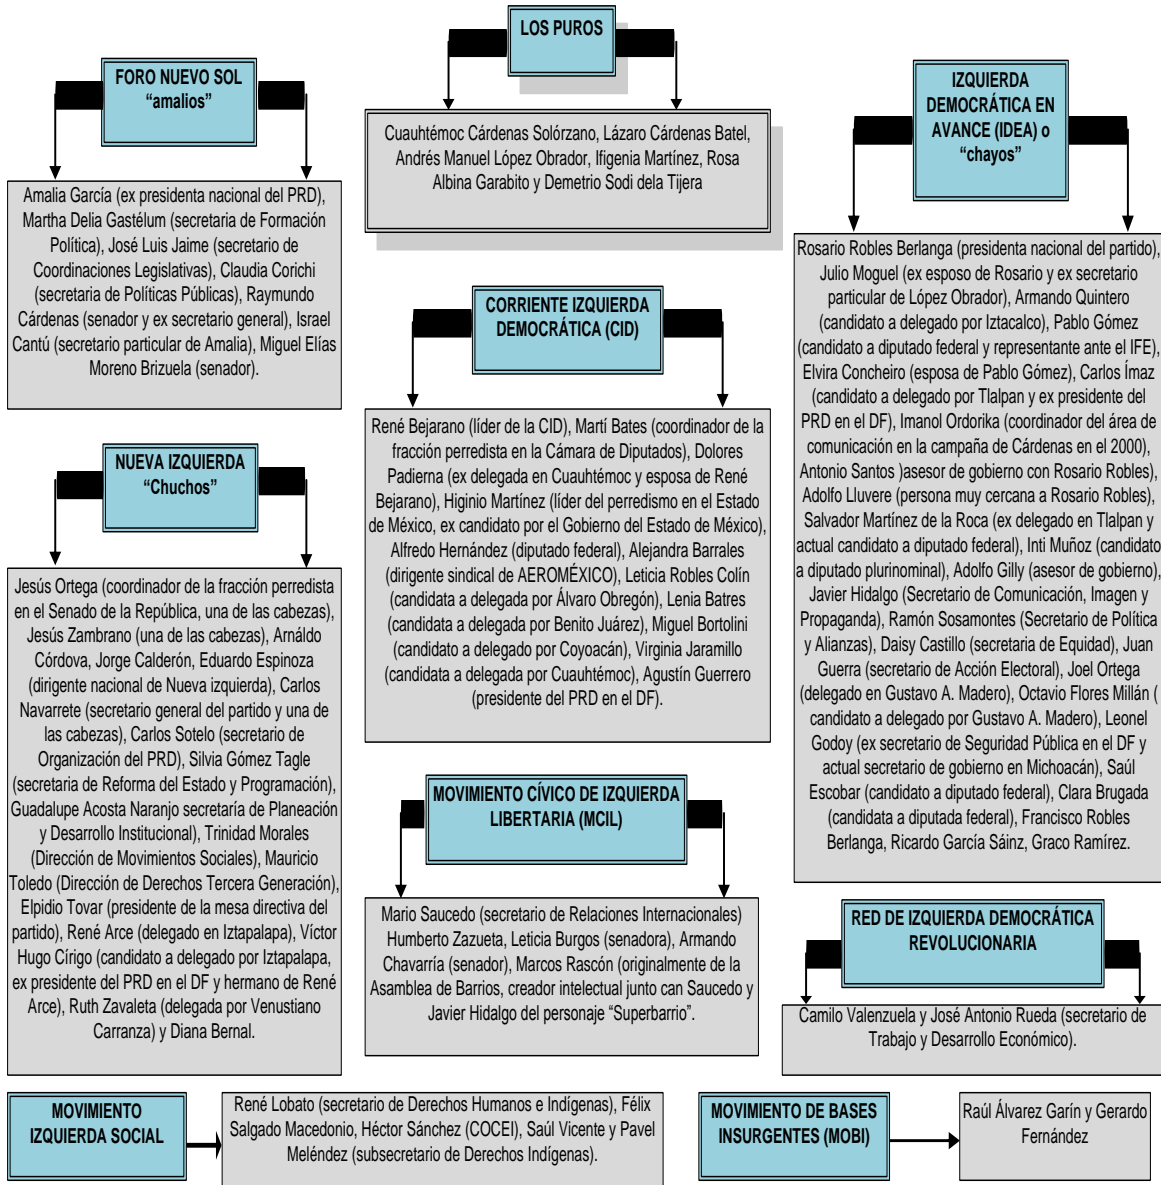 LOS PUROS
Cuauhtémoc Cárdenas Solórzano, Lázaro Cárdenas Batel,
Andrés Manuel López Obrador, Ifigenia Martínez, Rosa
Albina Garabito y Demetrio Sodi dela Tijera
FORO NUEVO SOL
“amalios”
Amalia García (ex presidenta nacional del PRD),
Martha Delia Gastélum (secretaria de Formación
Política), José Luis Jaime (secretario de
Coordinaciones Legislativas), Claudia Corichi
(secretaria de Políticas Públicas), Raymundo
Cárdenas (senador y ex secretario general), Israel
Cantú (secretario particular de Amalia), Miguel Elías
Moreno Brizuela (senador).
NUEVA IZQUIERDA
“Chuchos”
Jesús Ortega (coordinador de la fracción perredista
en el Senado de la República, una de las cabezas),
Jesús Zambrano (una de las cabezas), Arnáldo
Córdova, Jorge Calderón, Eduardo Espinoza
(dirigente nacional de Nueva izquierda), Carlos
Navarrete (secretario general del partido y una de
las cabezas), Carlos Sotelo (secretario de
Organización del PRD), Silvia Gómez Tagle
(secretaria de Reforma del Estado y Programación),
Guadalupe Acosta Naranjo secretaría de Planeación
y Desarrollo Institucional), Trinidad Morales
(Dirección de Movimientos Sociales), Mauricio
Toledo (Dirección de Derechos Tercera Generación),
Elpidio Tovar (presidente de la mesa directiva del
partido), René Arce (delegado en Iztapalapa), Víctor
Hugo Círigo (candidato a delegado por Iztapalapa,
ex presidente del PRD en el DF y hermano de René
Arce), Ruth Zavaleta (delegada por Venustiano
Carranza) y Diana Bernal.
CORRIENTE IZQUIERDA
DEMOCRÁTICA (CID)
René Bejarano (líder de la CID), Martí Bates (coordinador de la
fracción perredista en la Cámara de Diputados), Dolores
Padierna (ex delegada en Cuauhtémoc y esposa de René
Bejarano), Higinio Martínez (líder del perredismo en el Estado
de México, ex candidato por el Gobierno del Estado de México),
Alfredo Hernández (diputado federal), Alejandra Barrales
(dirigente sindical de AEROMÉXICO), Leticia Robles Colín
(candidata a delegada por Álvaro Obregón), Lenia Batres
(candidata a delegada por Benito Juárez), Miguel Bortolini
(candidato a delegado por Coyoacán), Virginia Jaramillo
(candidata a delegada por Cuauhtémoc), Agustín Guerrero
(presidente del PRD en el DF).
MOVIMIENTO CÍVICO DE IZQUIERDA
LIBERTARIA (MCIL)
Mario Saucedo (secretario de Relaciones Internacionales)
Humberto Zazueta, Leticia Burgos (senadora), Armando
Chavarría (senador), Marcos Rascón (originalmente de la
Asamblea de Barrios, creador intelectual junto can Saucedo y
Javier Hidalgo del personaje “Superbarrio”.
IZQUIERDA
DEMOCRÁTICA EN
AVANCE (IDEA) o
“chayos”
Rosario Robles Berlanga (presidenta nacional del partido),
Julio Moguel (ex esposo de Rosario y ex secretario
particular de López Obrador), Armando Quintero
(candidato a delegado por Iztacalco), Pablo Gómez
(candidato a diputado federal y representante ante el IFE),
Elvira Concheiro (esposa de Pablo Gómez), Carlos Ímaz
(candidato a delegado por Tlalpan y ex presidente del
PRD en el DF), Imanol Ordorika (coordinador del área de
comunicación en la campaña de Cárdenas en el 2000),
Antonio Santos )asesor de gobierno con Rosario Robles),
Adolfo Lluvere (persona muy cercana a Rosario Robles),
Salvador Martínez de la Roca (ex delegado en Tlalpan y
actual candidato a diputado federal), Inti Muñoz (candidato
a diputado plurinominal), Adolfo Gilly (asesor de gobierno),
Javier Hidalgo (Secretario de Comunicación, Imagen y
Propaganda), Ramón Sosamontes (Secretario de Política
y Alianzas), Daisy Castillo (secretaria de Equidad), Juan
Guerra (secretario de Acción Electoral), Joel Ortega
(delegado en Gustavo A. Madero), Octavio Flores Millán (
candidato a delegado por Gustavo A. Madero), Leonel
Godoy (ex secretario de Seguridad Pública en el DF y
actual secretario de gobierno en Michoacán), Saúl
Escobar (candidato a diputado federal), Clara Brugada
(candidata a diputada federal), Francisco Robles
Berlanga, Ricardo García Sáinz, Graco Ramírez.
RED DE IZQUIERDA DEMOCRÁTICA
REVOLUCIONARIA
Camilo Valenzuela y José Antonio Rueda (secretario de
Trabajo y Desarrollo Económico).
MOVIMIENTO
IZQUIERDA SOCIAL
René Lobato (secretario de Derechos Humanos e Indígenas), Félix
Salgado Macedonio, Héctor Sánchez (COCEI), Saúl Vicente y Pavel
Meléndez (subsecretario de Derechos Indígenas).
MOVIMIENTO DE BASES
INSURGENTES (MOBI)
Raúl Álvarez Garín y Gerardo
Fernández